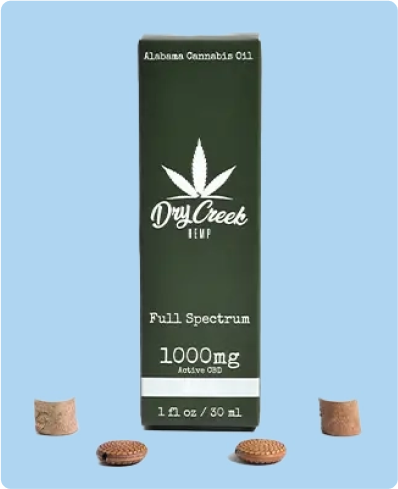 Alabama Cannabis Oil
Dry Creek
HEMP
Full Spectrum
1000mg
Active CBD
1 fl oz / 30 ml